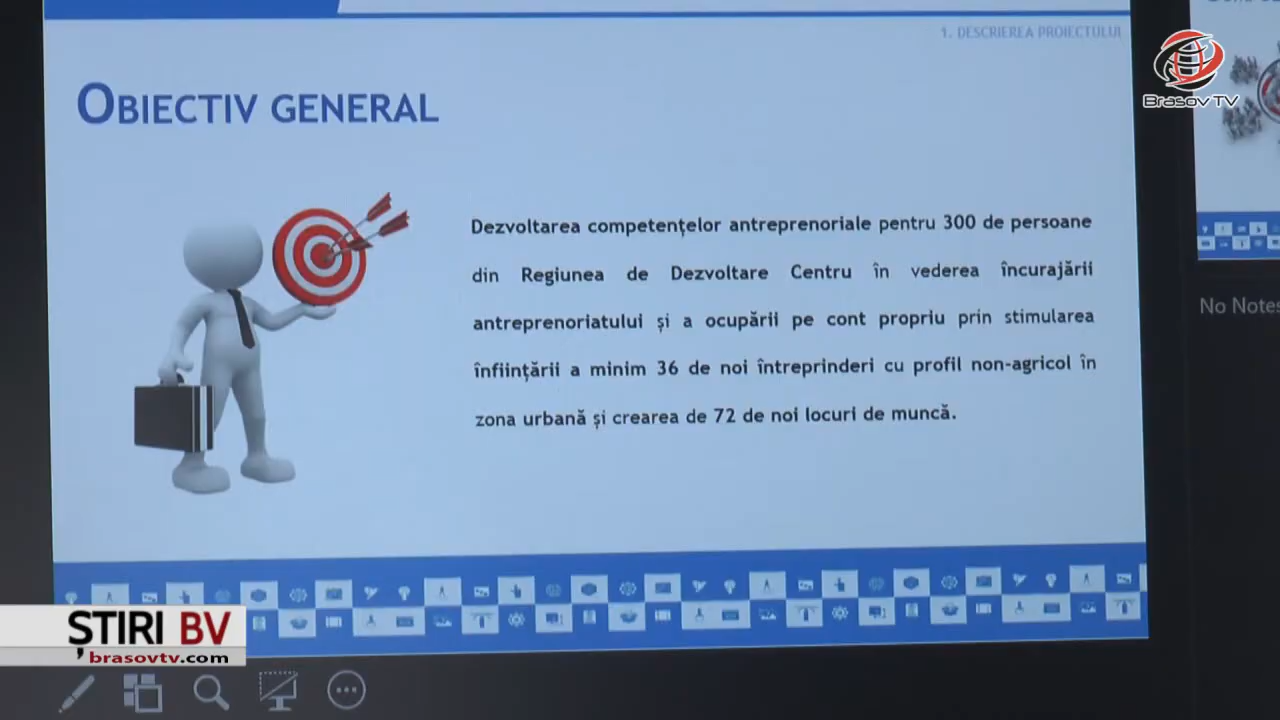 1. DESCRIEREA PROIECTULUI
Brasov TV
OBIECTIV GENERAL
Dezvoltarea competențelor antreprenoriale pentru 300 de persoane
din Regiunea de Dezvoltare Centru în vederea încurajării
antreprenoriatului și a ocupării pe cont propriu prin stimularea
înființării a minim 36 de noi întreprinderi cu profil non-agricol în
zona urbană și crearea de 72 de noi locuri de muncă.
No Notes
ȘTIRI BV
brasovtv.com